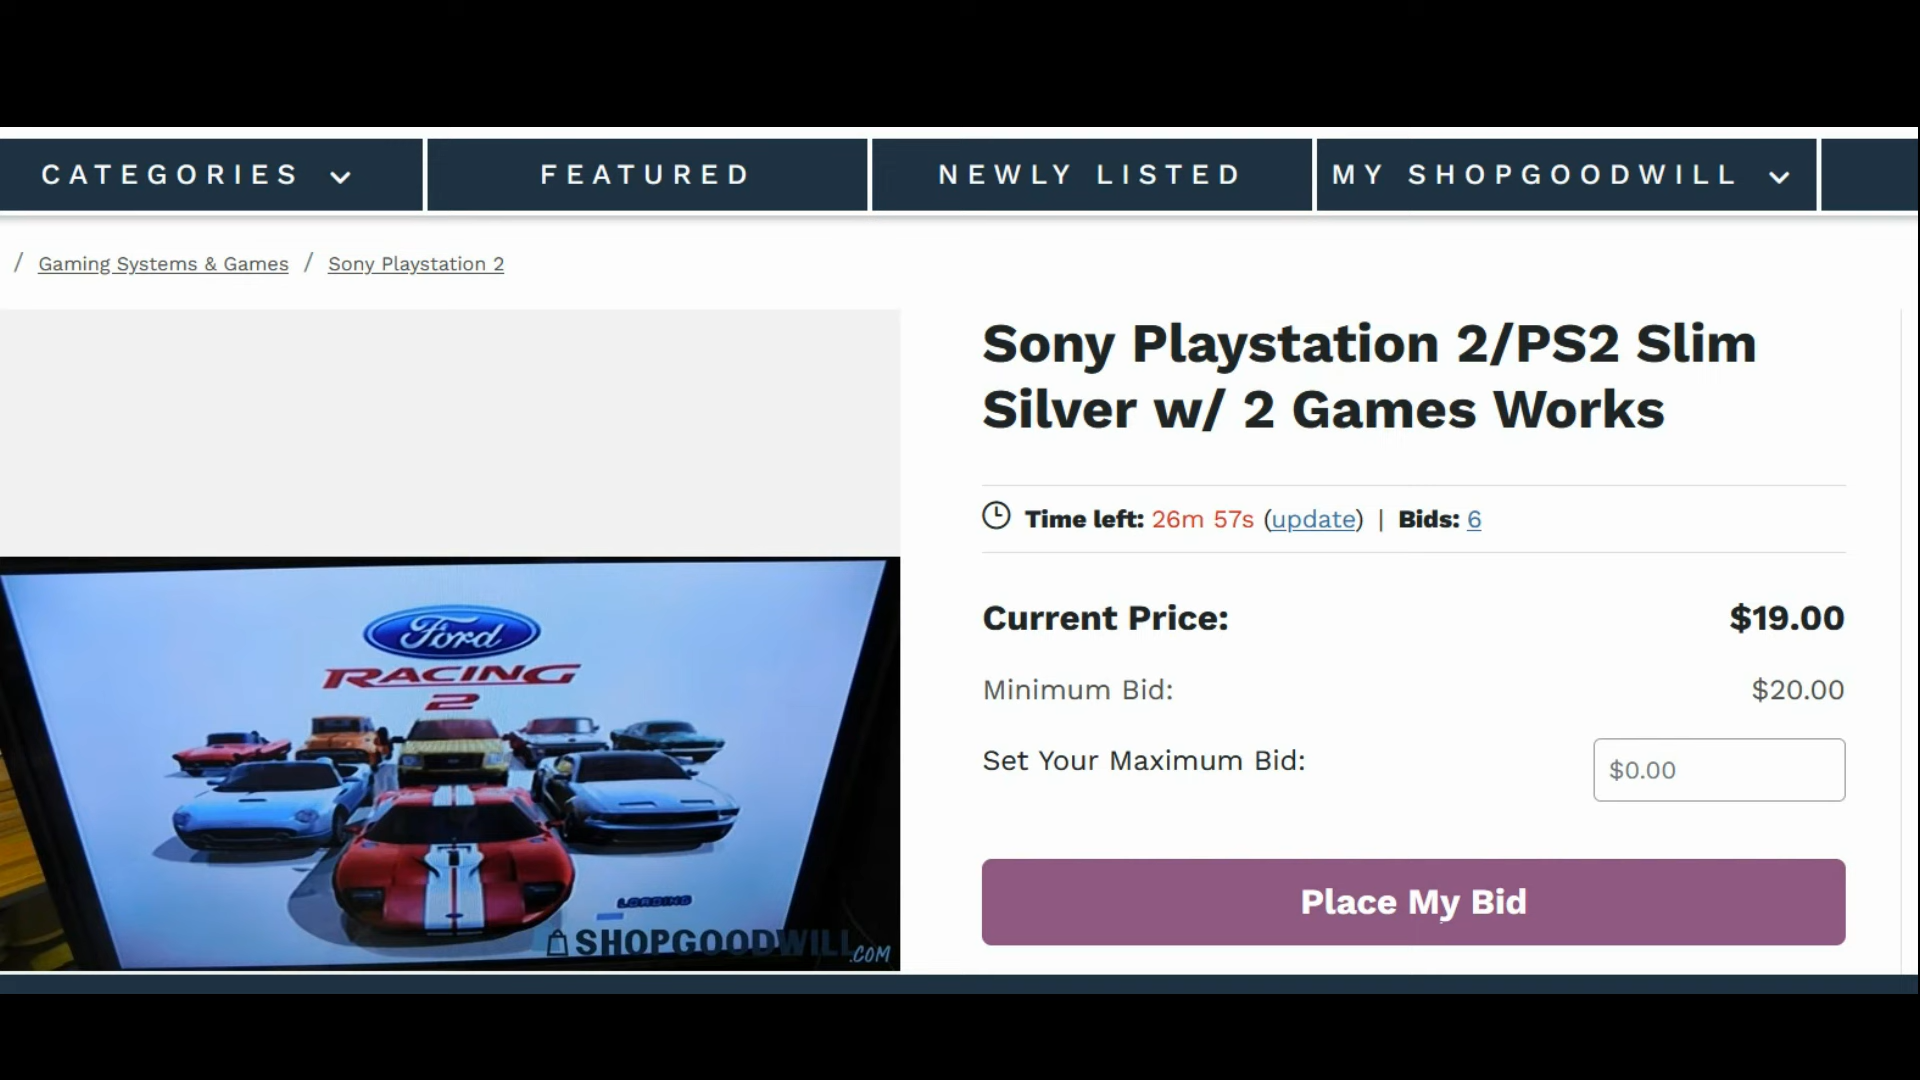 CATEGORIES
FEATURED
NEWLY LISTED
MY SHOPGOODWILL
/ Gaming Systems & Games / Sony Playstation 2
Sony Playstation 2/PS2 Slim
Silver w/ 2 Games Works
Time left: 26m 57s (update) | Bids: 6
Current Price: $19.00
Minimum Bid: $20.00
Set Your Maximum Bid: $0.00
Place My Bid
Ford
RACING
2
LOADING
SHOPGOODWILL.COM